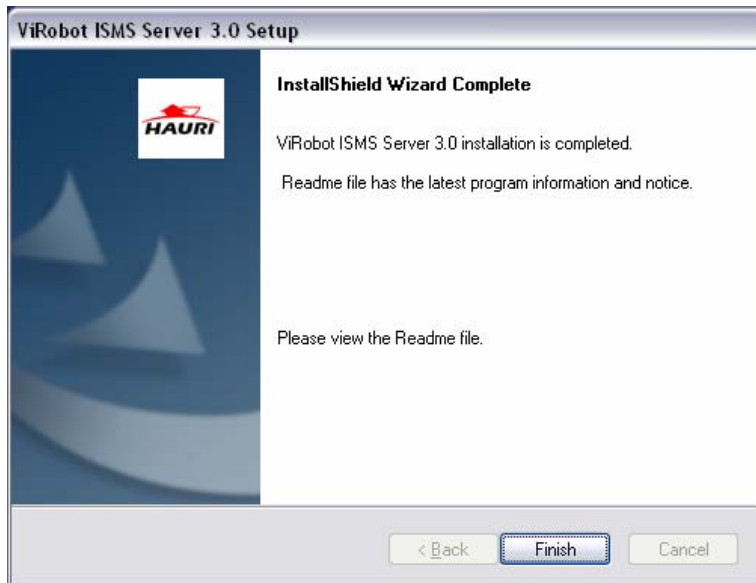 ViRobot ISMS Server 3.0 Setup
HAURI
InstallShield Wizard Complete
ViRobot ISMS Server 3.0 installation is completed.
Readme file has the latest program information and notice.
Please view the Readme file.
< Back
Finish
Cancel